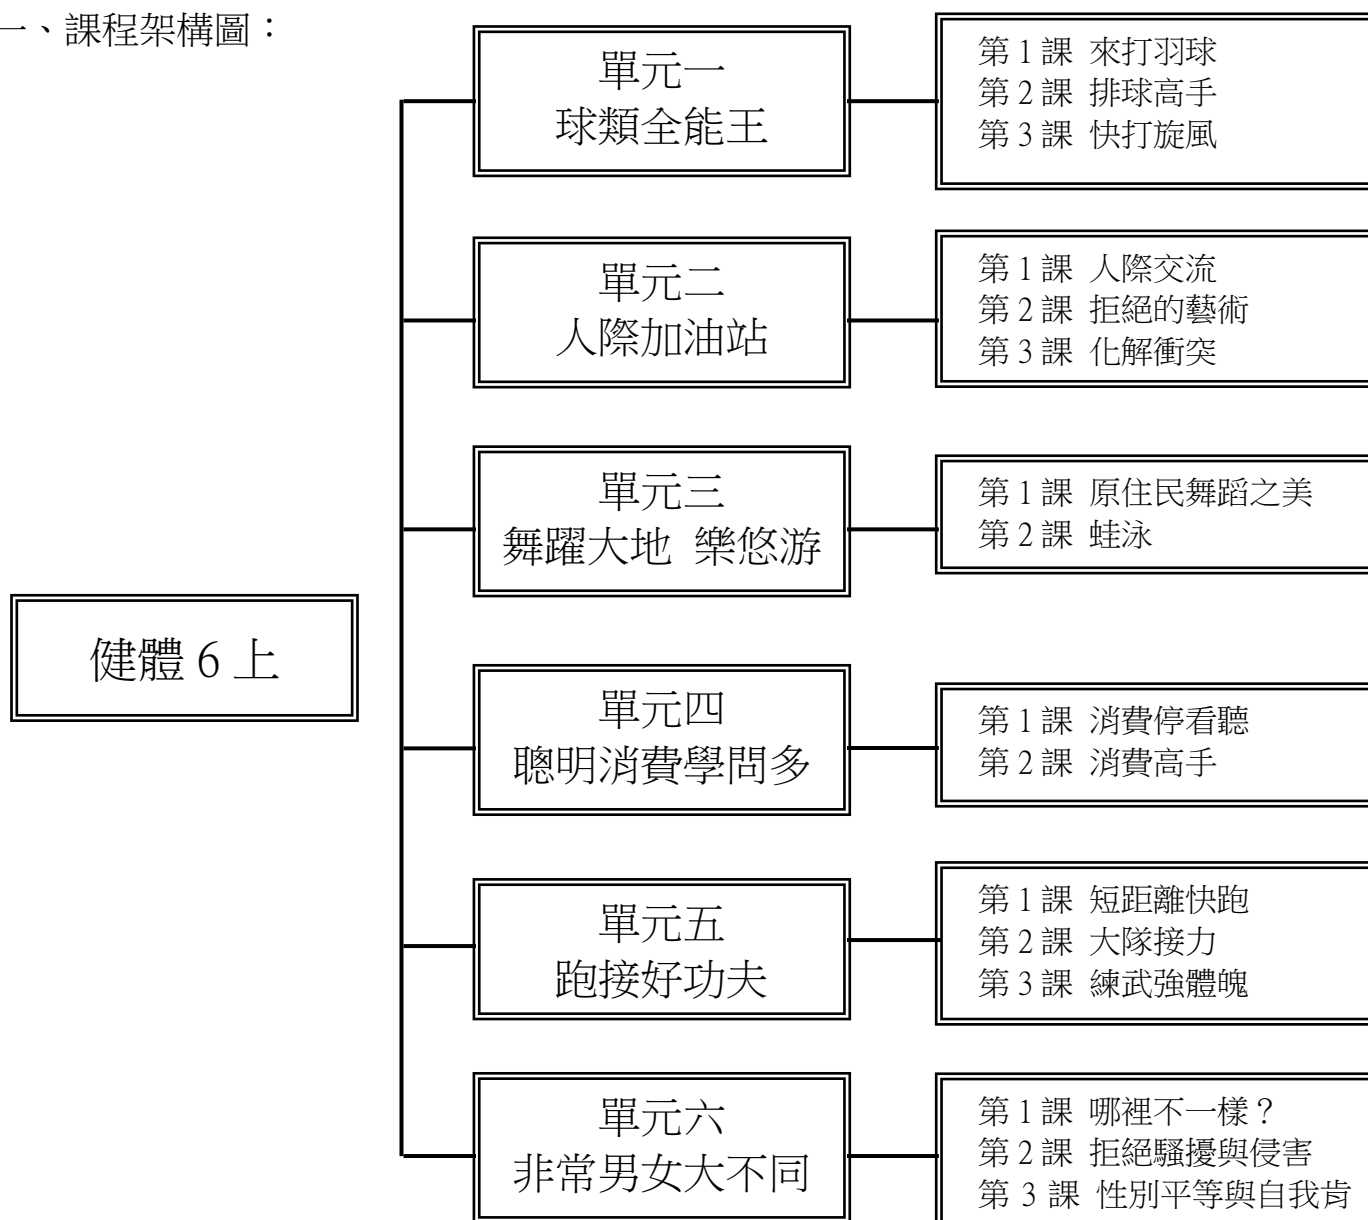 一、課程架構圖：
健體 6 上
單元一
球類全能王
第 1 課 來打羽球
第 2 課 排球高手
第 3 課 快打旋風
單元二
人際加油站
第 1 課 人際交流
第 2 課 拒絕的藝術
第 3 課 化解衝突
單元三
舞躍大地 樂悠游
第 1 課 原住民舞蹈之美
第 2 課 蛙泳
單元四
聰明消費學問多
第 1 課 消費停看聽
第 2 課 消費高手
單元五
跑接好功夫
第 1 課 短距離快跑
第 2 課 大隊接力
第 3 課 練武強體魄
單元六
非常男女大不同
第 1 課 哪裡不一樣？
第 2 課 拒絕騷擾與侵害
第 3 課 性別平等與自我肯